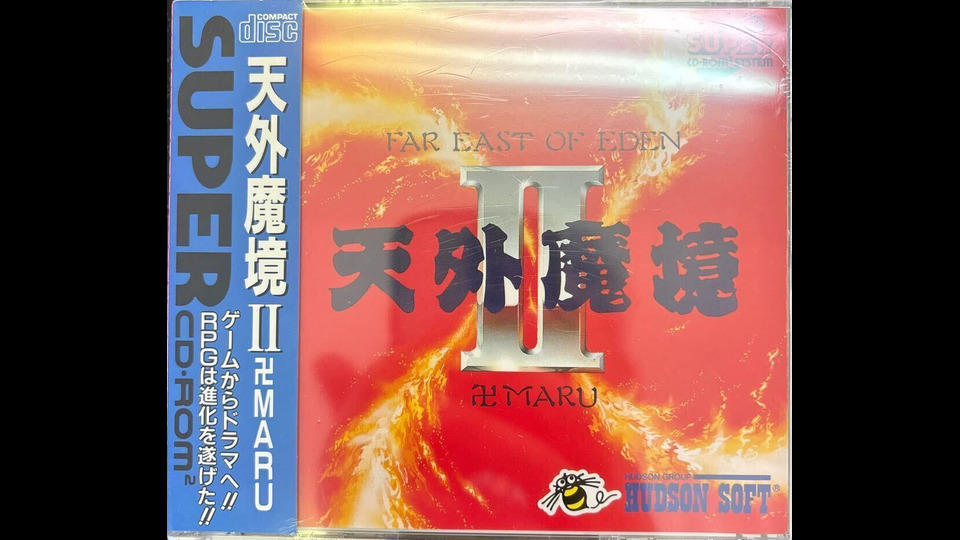 COMPACT
disc
SUPER CD-ROM²
天外魔境 II 卍MARU
ゲームからドラマへ!!
RPGは進化を遂げた!!
SUPER
CD-ROM² SYSTEM
FAR EAST OF EDEN
II
天外魔境
卍MARU
HUDSON GROUP
HUDSON SOFT®